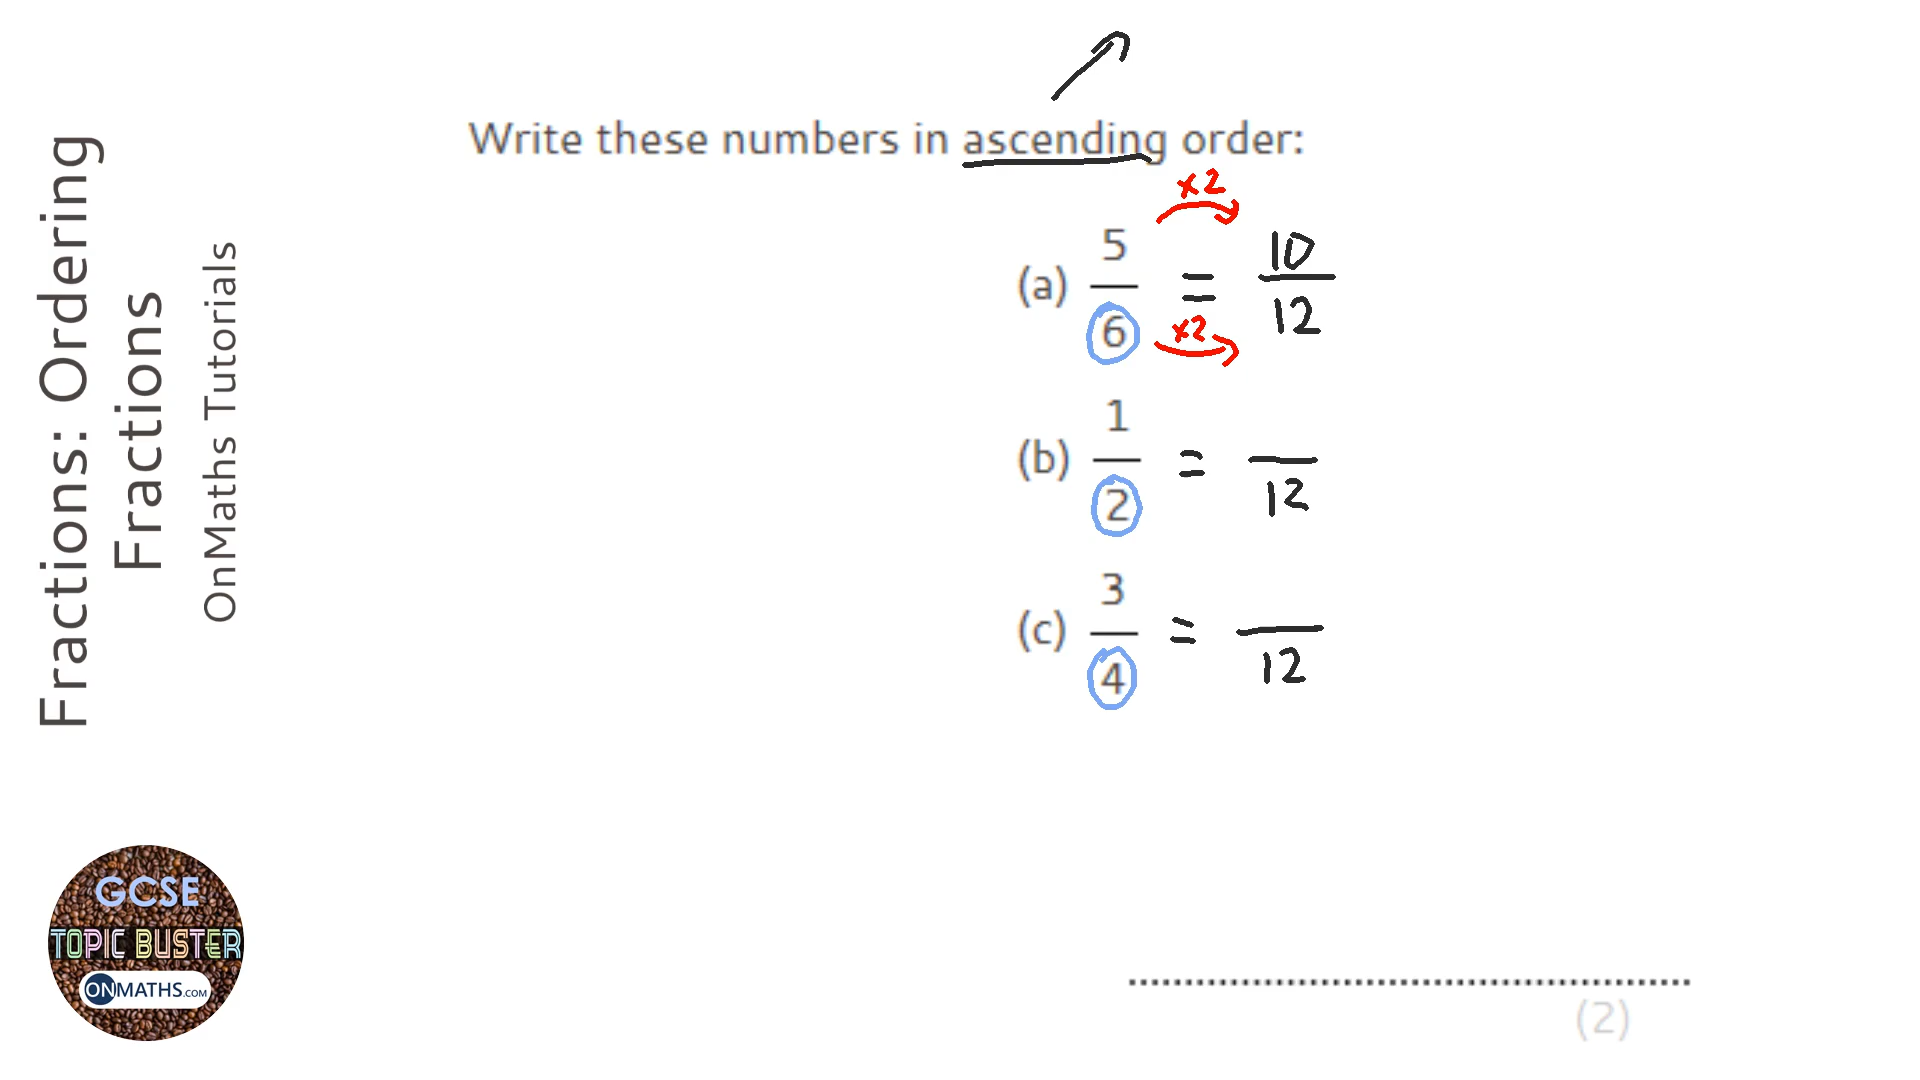 Fractions: Ordering
Fractions
OnMaths Tutorials
Write these numbers in ascending order:
×2
(a) 5/6 = 10/12
×2
(b) 1/2 = /12
(c) 3/4 = /12
GCSE
TOPIC BUSTER
ONMATHS.COM
(2)